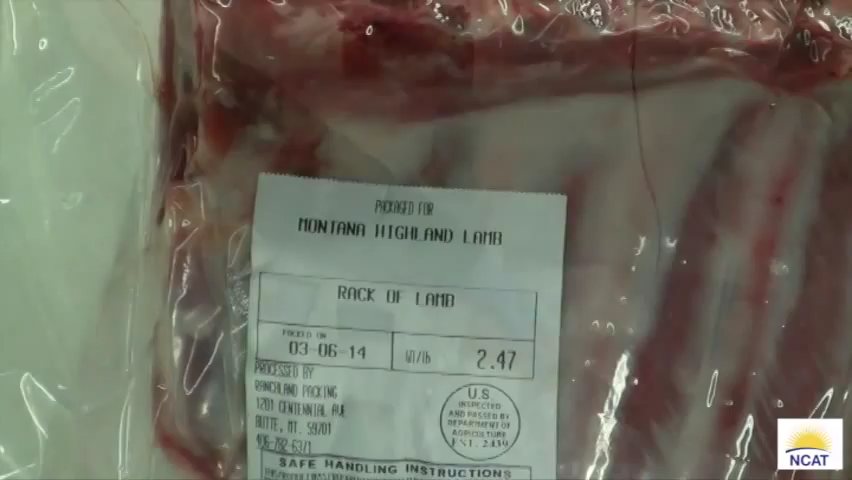 PACKAGED FOR
MONTANA HIGHLAND LAMB
RACK OF LAMB
PACKED ON
03-06-14
Wt/lb
2.47
PROCESSED BY
RANCHLAND PACKING
1201 CENTENNIAL AVE
BUTTE, MT. 59701
406-782-6371
U.S.
INSPECTED
AND PASSED BY
DEPARTMENT OF
AGRICULTURE
EST. 2439
SAFE HANDLING INSTRUCTIONS
NCAT